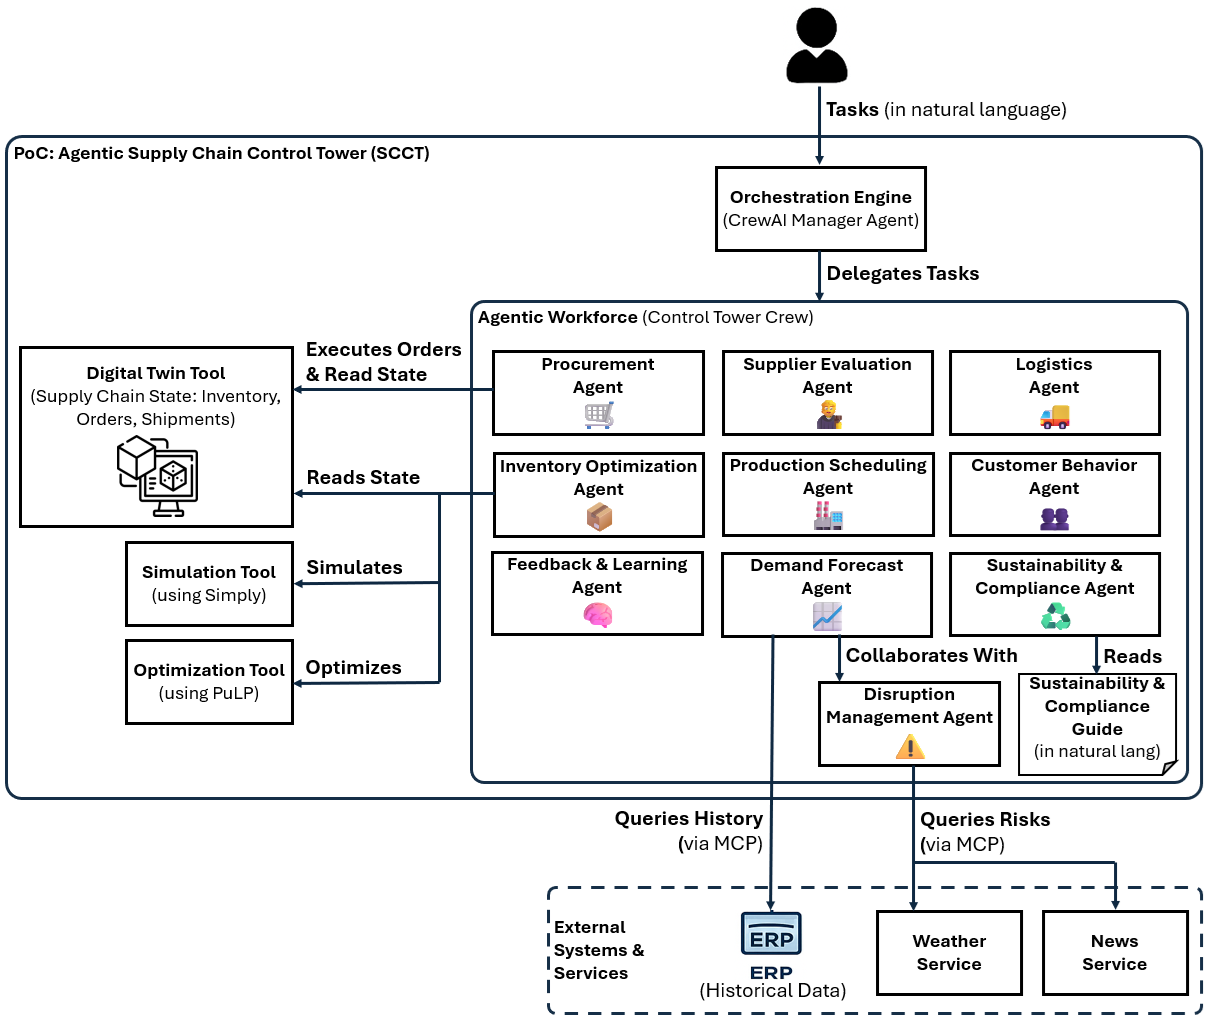 Tasks (in natural language)
PoC: Agentic Supply Chain Control Tower (SCCT)
Orchestration Engine
(CrewAI Manager Agent)
Delegates Tasks
Agentic Workforce (Control Tower Crew)
Executes Orders
& Read State
Digital Twin Tool
(Supply Chain State: Inventory,
Orders, Shipments)
Procurement
Agent
Supplier Evaluation
Agent
Logistics
Agent
Reads State
Inventory Optimization
Agent
Production Scheduling
Agent
Customer Behavior
Agent
Simulation Tool
(using Simply)
Simulates
Feedback & Learning
Agent
Demand Forecast
Agent
Sustainability &
Compliance Agent
Optimization Tool
(using PuLP)
Optimizes
Collaborates With
Reads
Disruption
Management Agent
Sustainability &
Compliance
Guide
(in natural lang)
Queries History
(via MCP)
Queries Risks
(via MCP)
External
Systems &
Services
ERP
ERP
(Historical Data)
Weather
Service
News
Service